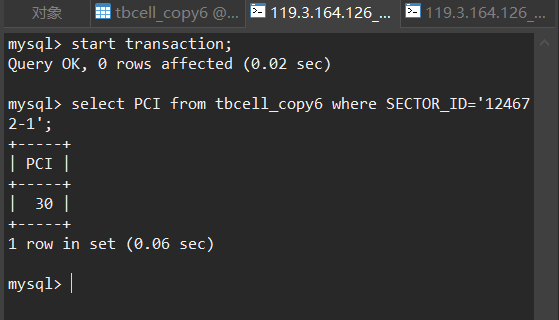 对象
tbcell_copy6 @...
119.3.164.126_...
119.3.164.126_...
mysql> start transaction;
Query OK, 0 rows affected (0.02 sec)
mysql> select PCI from tbcell_copy6 where SECTOR_ID='12467
2-1';
+-----+
| PCI |
+-----+
|  30 |
+-----+
1 row in set (0.06 sec)
mysql>